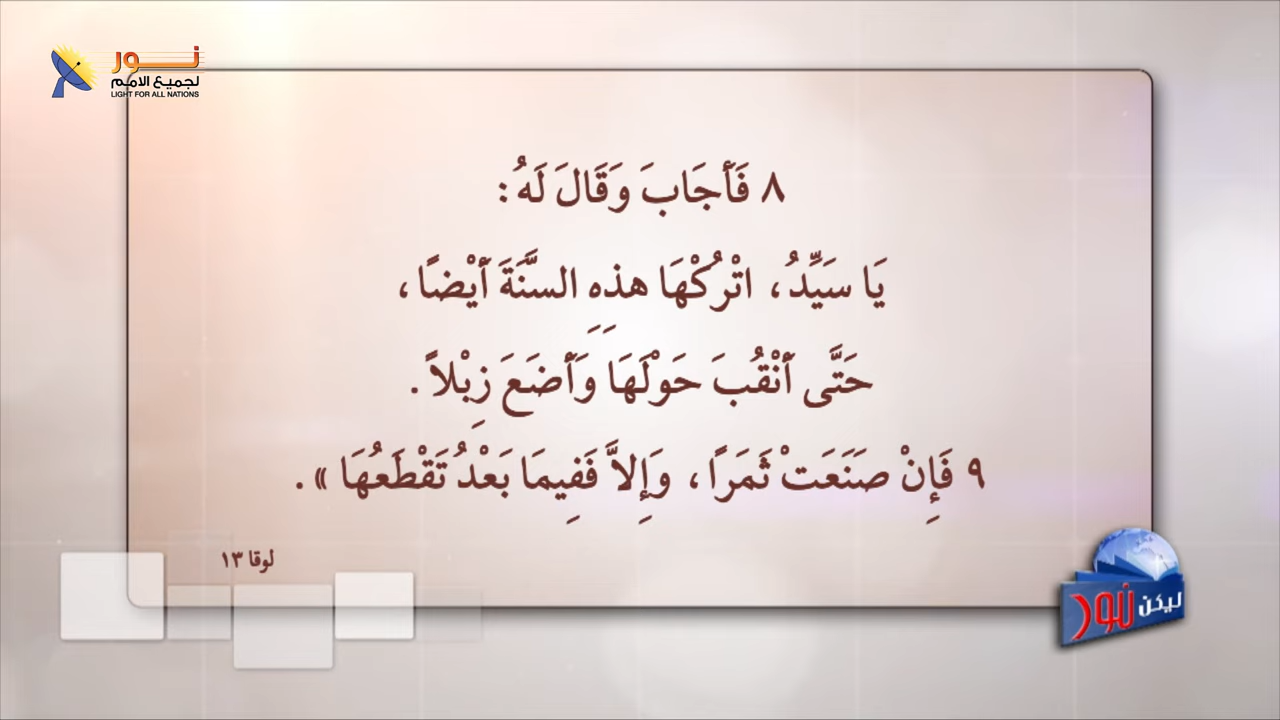 نور
لجميع الامم
LIGHT FOR ALL NATIONS
٨ فَأَجَابَ وَقَالَ لَهُ:
يَا سَيِّدُ، اتْرُكْهَا هذِهِ السَّنَةَ أَيْضًا،
حَتَّى أَنْقُبَ حَوْلَهَا وَأَضَعَ زِبْلاً.
٩ فَإِنْ صَنَعَتْ ثَمَرًا، وَإِلاَّ فَفِيمَا بَعْدُ تَقْطَعُهَا».
لوقا ١٣
ليكن نور